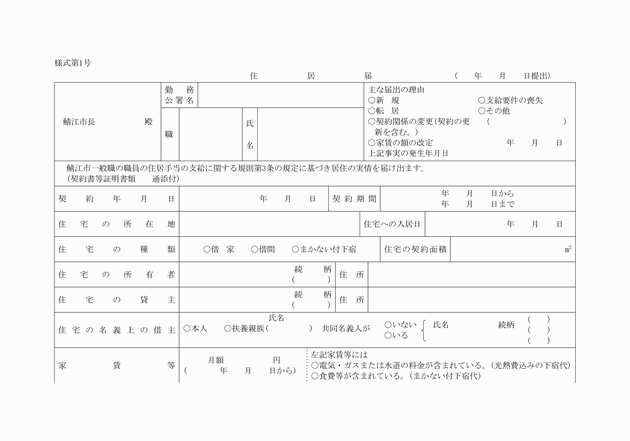 様式第1号
住　居　届　（　年　月　日提出）
鯖江市長　殿
勤務公署名
職
氏名
主な届出の理由
○新　規　○支給要件の喪失
○転　居　○その他
○契約関係の変更（契約の更新を含む。）　（　）
○家賃の額の改定　年　月　日
上記事実の発生年月日
鯖江市一般職の職員の住居手当の支給に関する規則第3条の規定に基づき居住の実情を届け出ます。
（契約書等証明書類　通添付）
契約年月日　年　月　日　契約期間　年　月　日から
年　月　日まで
住宅の所在地　住宅への入居日　年　月　日
住宅の種類　○借　家　○借間　○まかない付下宿　住宅の契約面積　m²
住宅の所有者　続　柄（　）　住　所
住宅の貸主　続　柄（　）　住　所
住宅の名義上の借主　氏名
○本人　○扶養親族（　）　共同名義人が　○いない　○いる　氏名　続柄　（　）
（　）
（　）
家賃等　月額　円
（　年　月　日から）
左記家賃等には
○電気・ガスまたは水道の料金が含まれている。（光熱費込みの下宿代）
○食費等が含まれている。（まかない付下宿代）